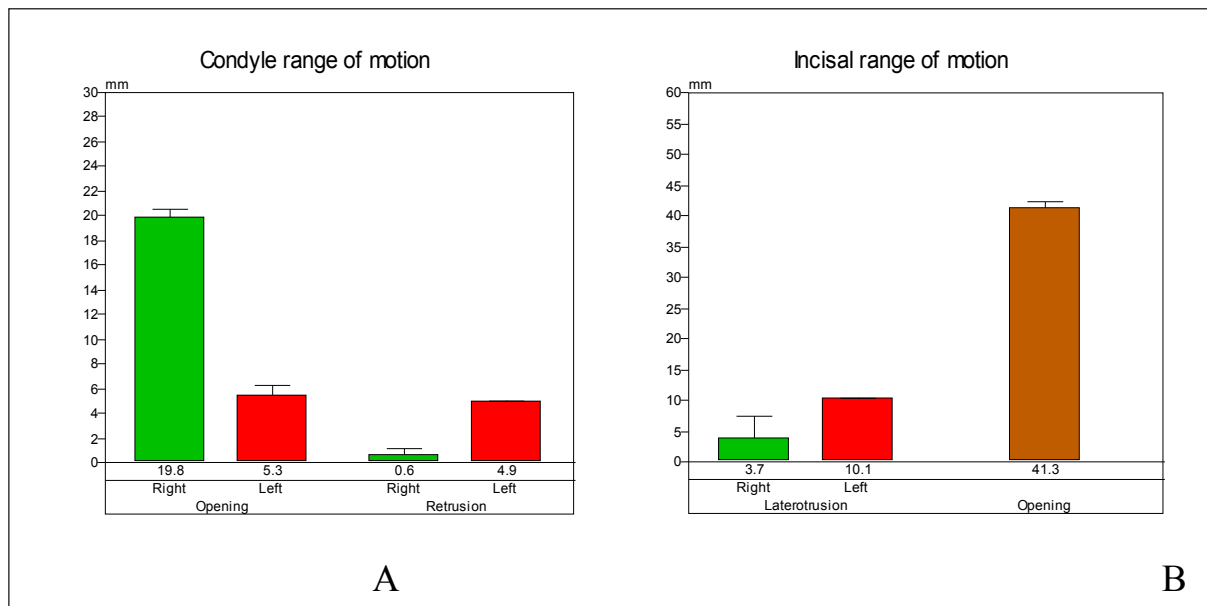 Condyle range of motion
mm
30
28
26
24
22
20
18
16
14
12
10
8
6
4
2
0
19.8 5.3 0.6 4.9
Right Left Right Left
Opening Retrusion
A
Incisal range of motion
mm
60
55
50
45
40
35
30
25
20
15
10
5
0
3.7 10.1 41.3
Right Left
Laterotrusion Opening
B